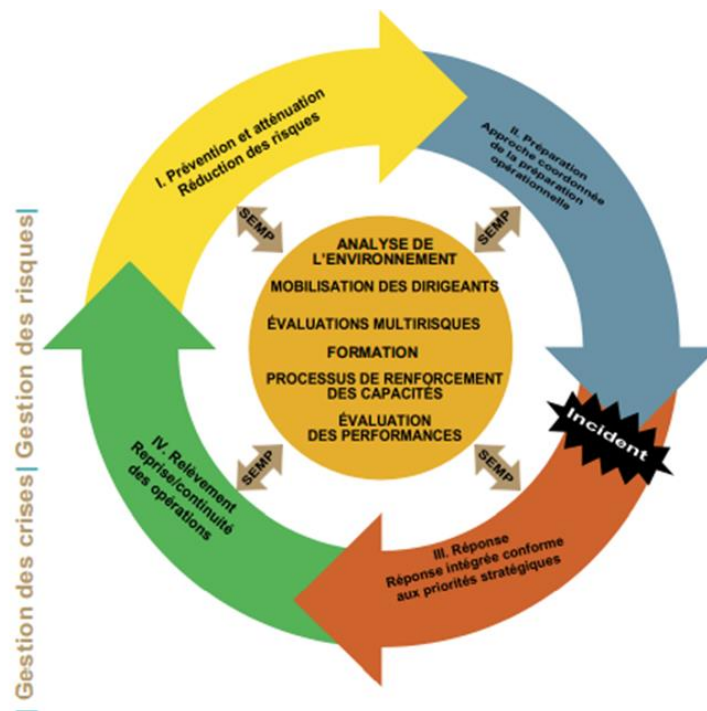 I. Prévention et atténuation
Réduction des risques
II. Préparation
Approche coordonnée
de la préparation
opérationnelle
SEMP
SEMP
ANALYSE DE
L'ENVIRONNEMENT
MOBILISATION DES DIRIGEANTS
ÉVALUATIONS MULTIRISQUES
FORMATION
PROCESSUS DE RENFORCEMENT
DES CAPACITÉS
ÉVALUATION
DES PERFORMANCES
Incident
SEMP
SEMP
III. Réponse
Réponse intégrée conforme
aux priorités stratégiques
IV. Relèvement
Reprise/continuité
des opérations
| Gestion des crises| Gestion des risques|